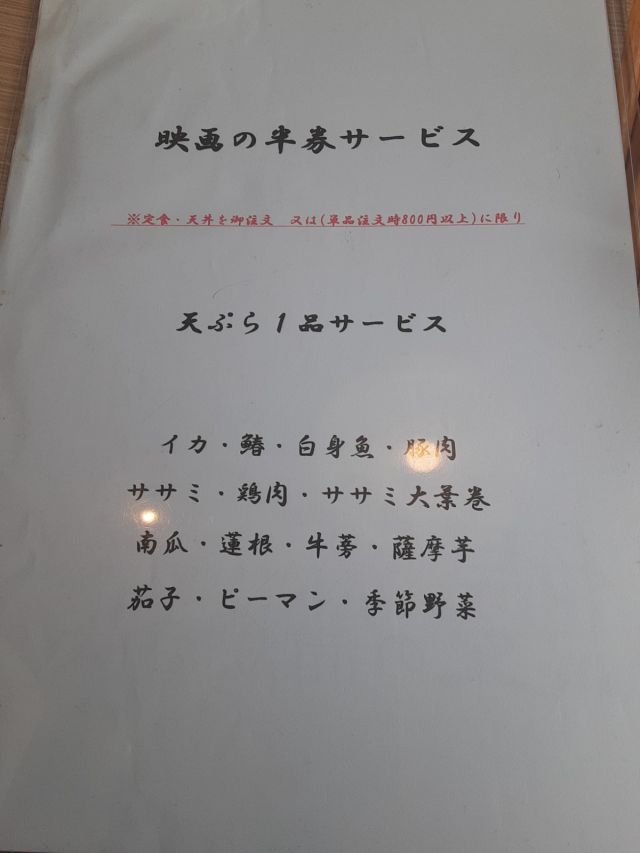 映画の半券サービス
※定食・天丼を御注文 又は(単品注文時800円以上)に限り
天ぷら1品サービス
イカ・鰆・白身魚・豚肉
ササミ・鶏肉・ササミ大葉巻
南瓜・蓮根・牛蒡・薩摩芋
茄子・ピーマン・季節野菜